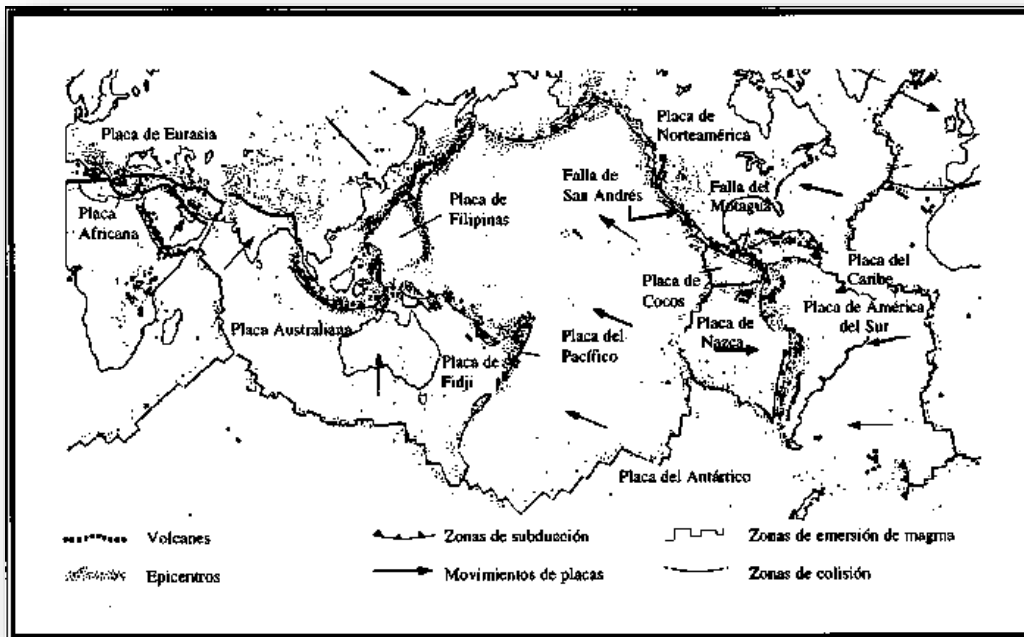 Placa de Eurasia
Placa
Africana
Placa Australiana
Placa de
Filipinas
Placa de
Fidji
Placa del
Pacífico
Placa de
Norteamérica
Falla de
San Andrés
Falla del
Motagua
Placa del
Caribe
Placa de
Cocos
Placa de
Nazca
Placa de América
del Sur
Placa del Antártico
Volcanes
Epicentros
Zonas de subdución
Movimientos de placas
Zonas de emersión de magma
Zonas de colisión